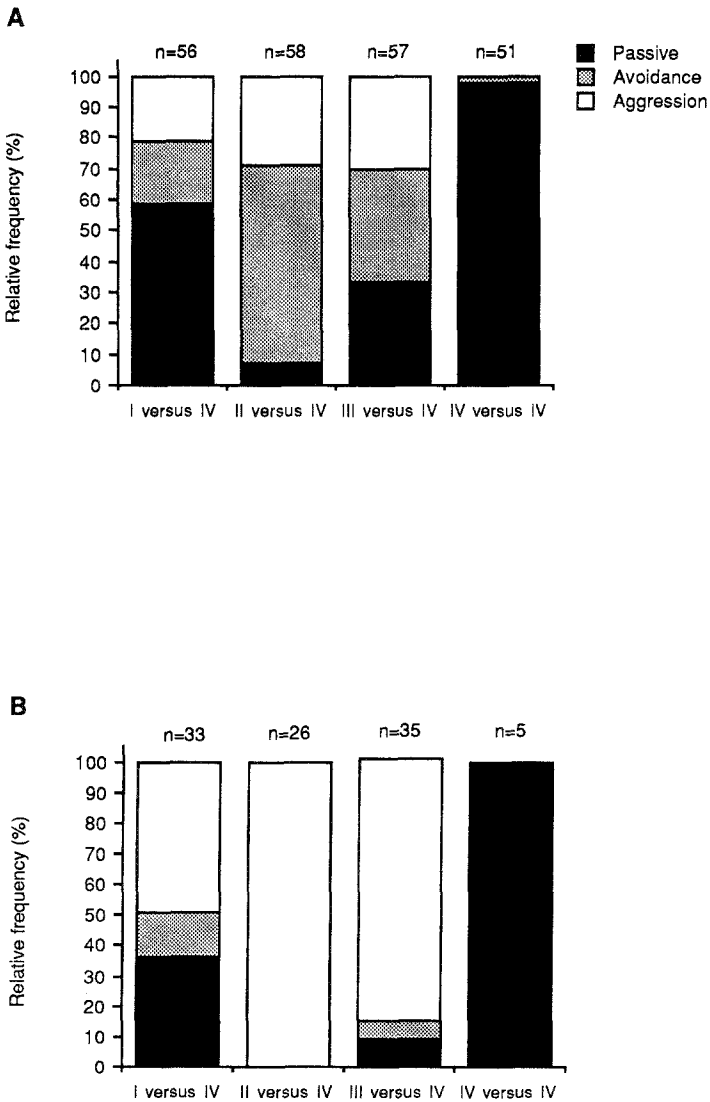 A
n=56 n=58 n=57 n=51
Passive
Avoidance
Aggression
Relative frequency (%)
100
90
80
70
60
50
40
30
20
10
0
I versus IV II versus IV III versus IV IV versus IV
B
n=33 n=26 n=35 n=5
Relative frequency (%)
100
90
80
70
60
50
40
30
20
10
0
I versus IV II versus IV III versus IV IV versus IV